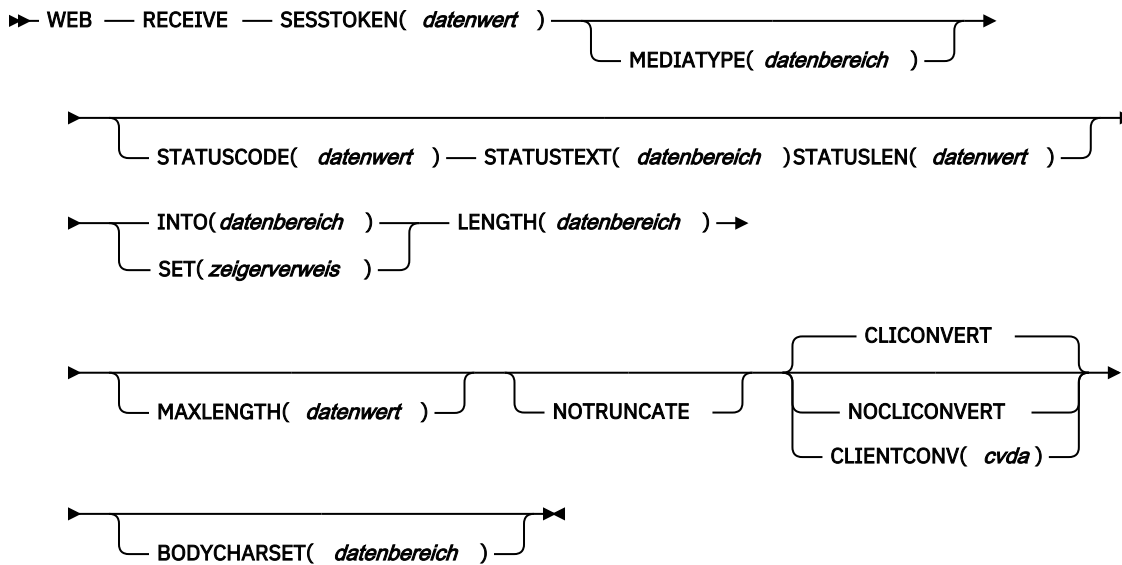 WEB RECEIVE SESSTOKEN( datenwert )
MEDIATYPE( datenbereich )
STATUSCODE( datenwert ) STATUSTEXT( datenbereich )STATUSLEN( datenwert )
INTO(datenbereich ) LENGTH( datenbereich )
SET(zeigerverweis )
CLICONVERT
MAXLENGTH( datenwert ) NOTRUNCATE NOCLICONVERT
CLIENTCONV( cvda )
BODYCHARSET( datenbereich )